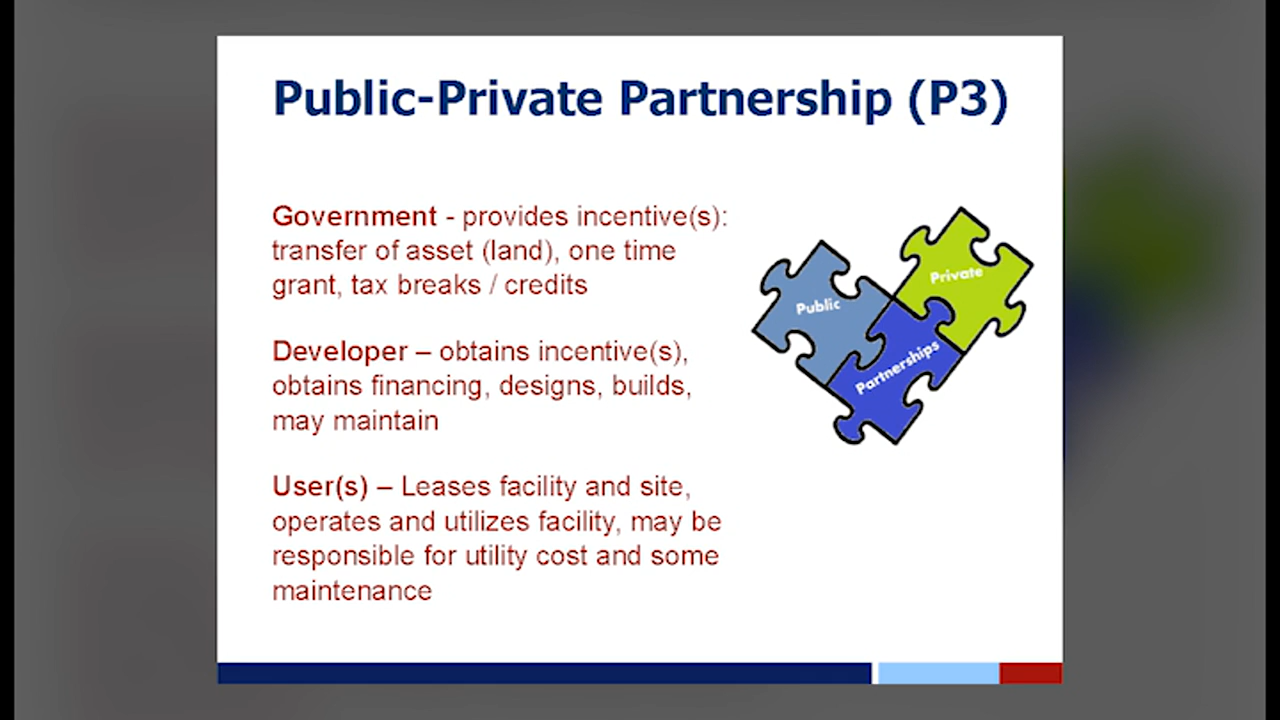 Public-Private Partnership (P3)
Government - provides incentive(s):
transfer of asset (land), one time
grant, tax breaks / credits
Developer – obtains incentive(s),
obtains financing, designs, builds,
may maintain
User(s) – Leases facility and site,
operates and utilizes facility, may be
responsible for utility cost and some
maintenance
Public
Private
Partnerships